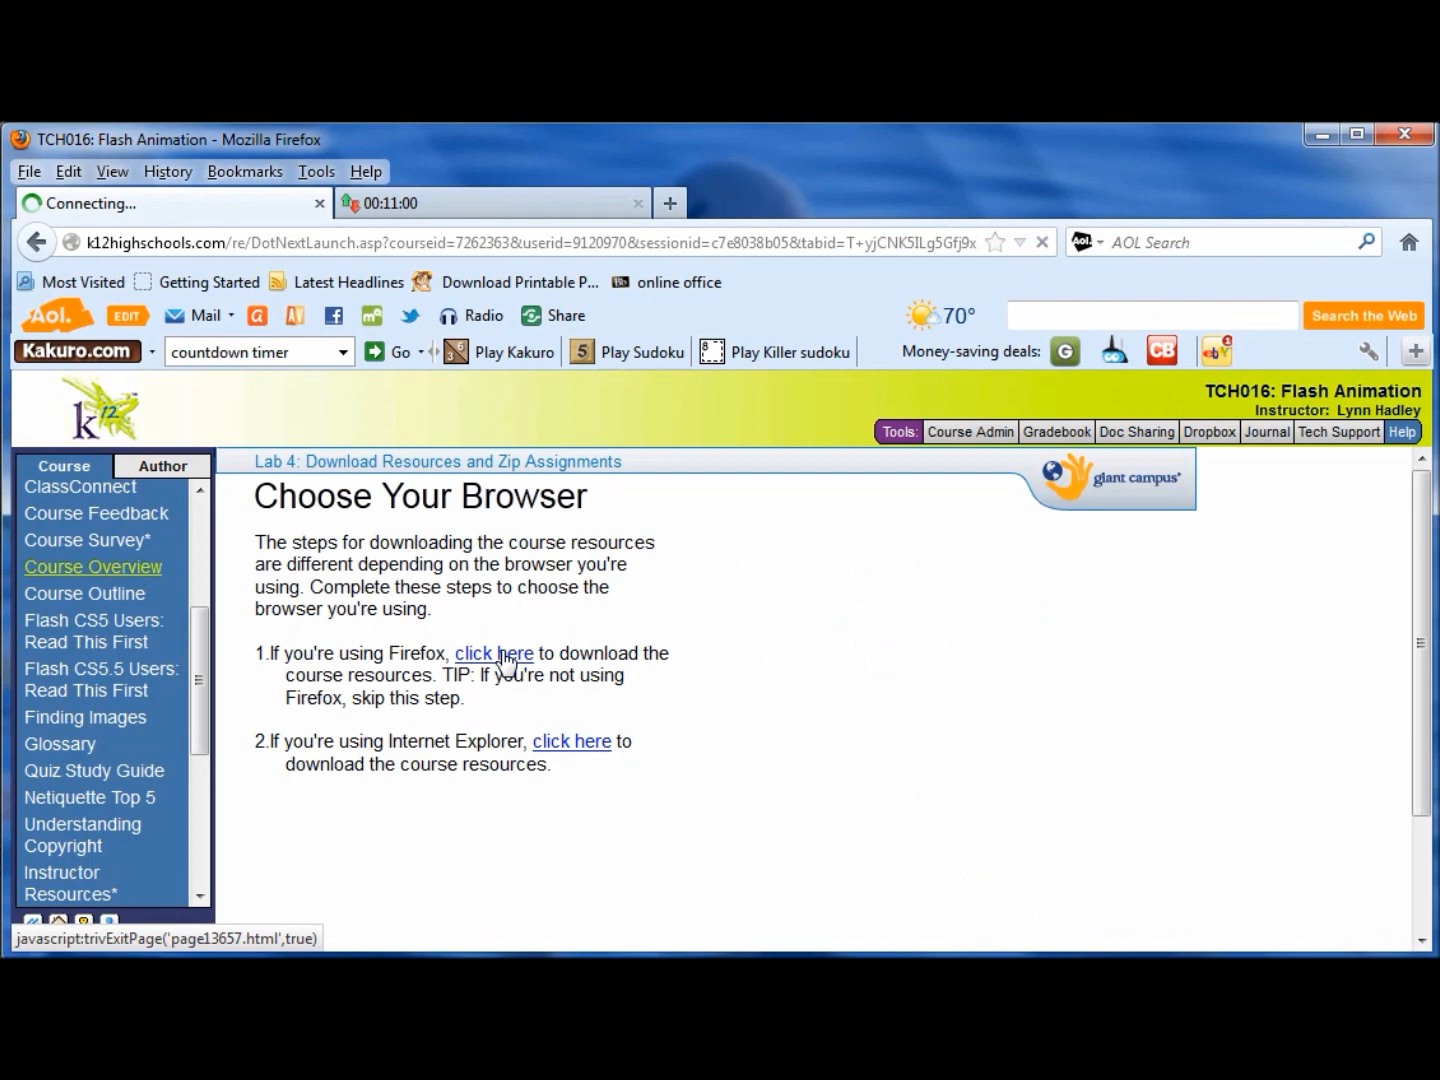 TCH016: Flash Animation - Mozilla Firefox
File Edit View History Bookmarks Tools Help
Connecting... × 00:11:00 × +
k12highschools.com/re/DotNextLaunch.asp?courseid=7262363&userid=9120970&sessionid=c7e8038b05&tabid=T+yjCNK5ILg5Gfj9x Aol. AOL Search
Most Visited Getting Started Latest Headlines Download Printable P... online office
Aol. EDIT Mail Radio Share 70° Search the Web
Kakuro.com countdown timer Go Play Kakuro 5 Play Sudoku 8 Play Killer sudoku Money-saving deals: G CB ebY 1
k12
TCH016: Flash Animation
Instructor: Lynn Hadley
Tools: Course Admin Gradebook Doc Sharing Dropbox Journal Tech Support Help
Course Author
ClassConnect
Course Feedback
Course Survey*
Course Overview
Course Outline
Flash CS5 Users:
Read This First
Flash CS5.5 Users:
Read This First
Finding Images
Glossary
Quiz Study Guide
Netiquette Top 5
Understanding
Copyright
Instructor
Resources*
Lab 4: Download Resources and Zip Assignments
giant campus
Choose Your Browser
The steps for downloading the course resources
are different depending on the browser you're
using. Complete these steps to choose the
browser you're using.
1.If you're using Firefox, click here to download the
course resources. TIP: If you're not using
Firefox, skip this step.
2.If you're using Internet Explorer, click here to
download the course resources.
javascript:trivExitPage('page13657.html',true)